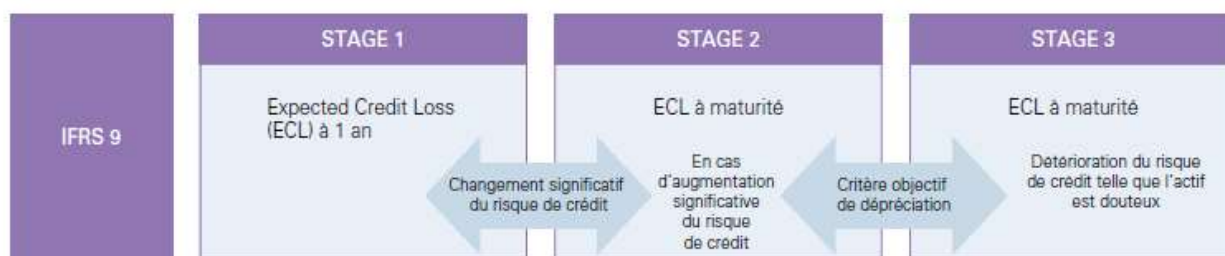 IFRS 9
STAGE 1
Expected Credit Loss
(ECL) à 1 an
Changement significatif
du risque de crédit
STAGE 2
ECL à maturité
En cas
d'augmentation
significative
du risque
de crédit
Critère objectif
de dépréciation
STAGE 3
ECL à maturité
Détérioration du risque
de crédit telle que l'actif
est douteux